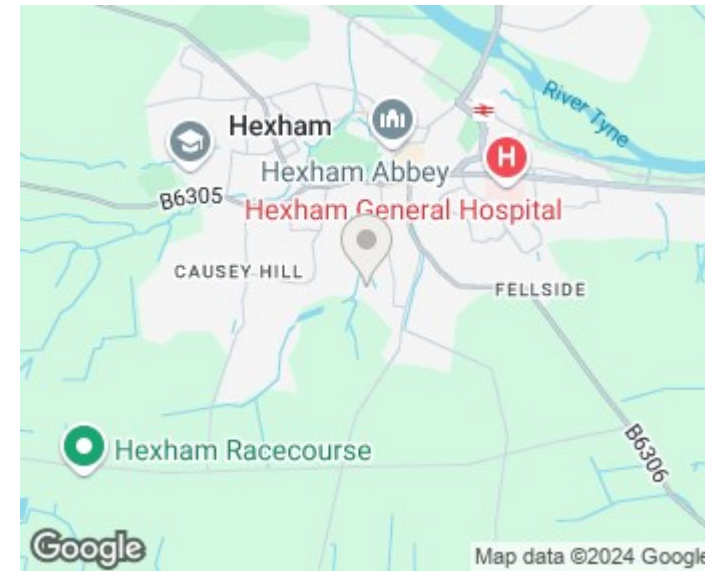 River Tyne
Hexham
H
Hexham Abbey
B6305
Hexham General Hospital
CAUSEY HILL
FELLSIDE
B6306
Hexham Racecourse
Google
Map data ©2024 Google